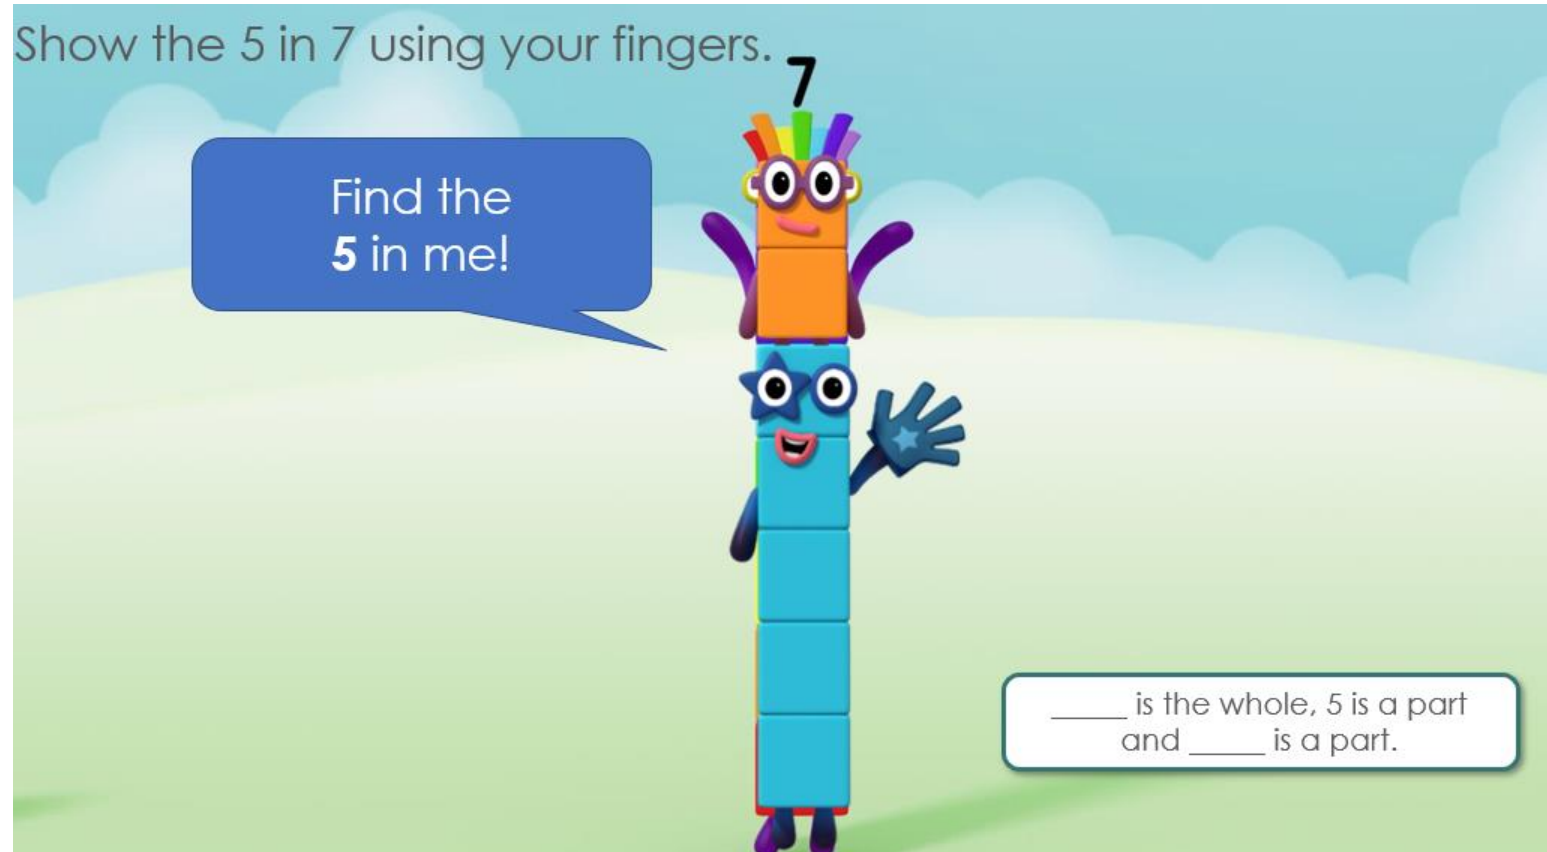 Show the 5 in 7 using your fingers.
7
Find the
5 in me!
_____ is the whole, 5 is a part
and _____ is a part.